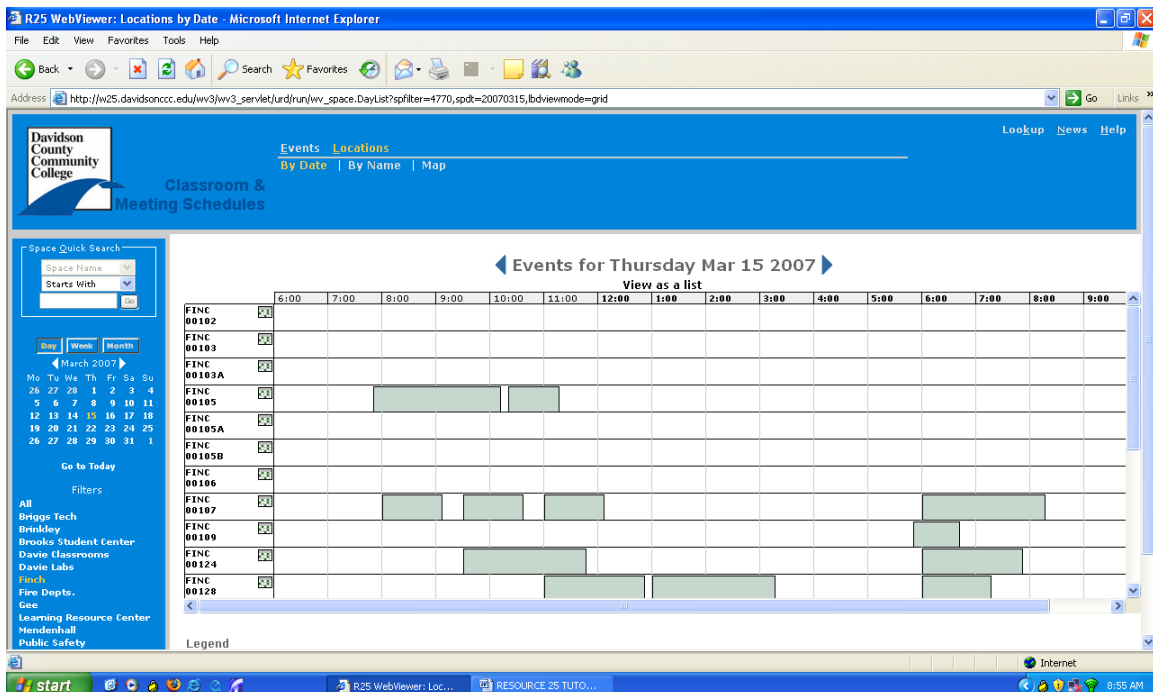 R25 WebViewer: Locations by Date - Microsoft Internet Explorer
File Edit View Favorites Tools Help
Back Search Favorites
Address http://w25.davidsonccc.edu/wv3/wv3_servlet/urd/run/wv_space.DayList?spfilter=4770,spdt=20070315,lbdviewmode=grid Go Links »
Davidson
County
Community
College
Classroom &
Meeting Schedules
Events Locations
By Date | By Name | Map
Lookup News Help
Space Quick Search
Space Name
Starts With
Go
Day Week Month
March 2007
Mo Tu We Th Fr Sa Su
26 27 28 1 2 3 4
5 6 7 8 9 10 11
12 13 14 15 16 17 18
19 20 21 22 23 24 25
26 27 28 29 30 31 1
Go to Today
Filters
All
Briggs Tech
Brinkley
Brooks Student Center
Davie Classrooms
Davie Labs
Finch
Fire Depts.
Gee
Learning Resource Center
Mendenhall
Public Safety
Events for Thursday Mar 15 2007
View as a list
6:00 7:00 8:00 9:00 10:00 11:00 12:00 1:00 2:00 3:00 4:00 5:00 6:00 7:00 8:00 9:00
FINC
00102
FINC
00103
FINC
00103A
FINC
00105
FINC
00105A
FINC
00105B
FINC
00106
FINC
00107
FINC
00109
FINC
00124
FINC
00128
Legend
Internet
start
R25 WebViewer: Loc...
RESOURCE 25 TUTO...
8:55 AM